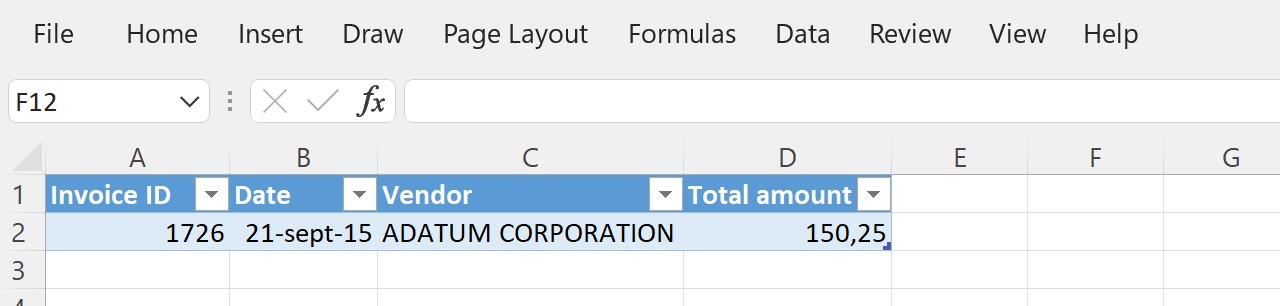 File Home Insert Draw Page Layout Formulas Data Review View Help
F12 fx
A B C D E F G
1 Invoice ID Date Vendor Total amount
2 1726 21-sept-15 ADATUM CORPORATION 150,25
3